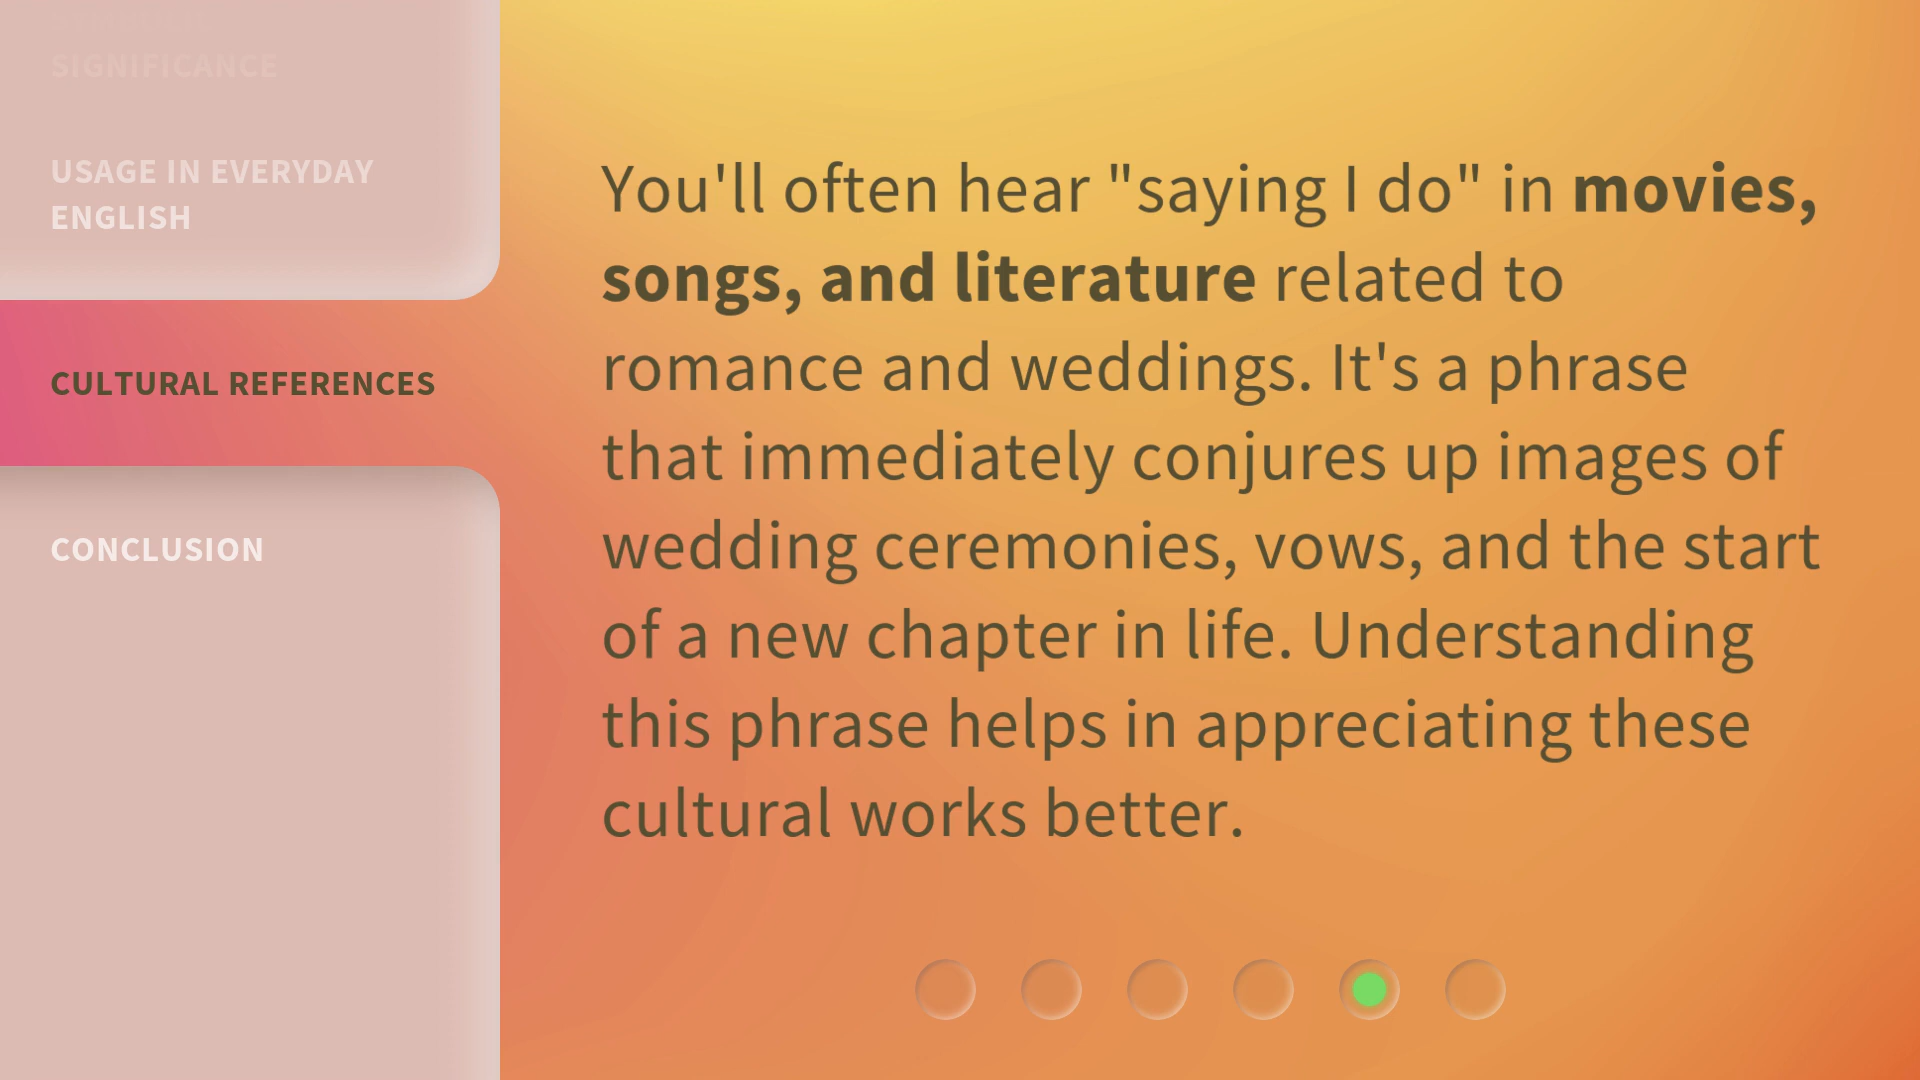 SIGNIFICANCE
USAGE IN EVERYDAY
ENGLISH
CULTURAL REFERENCES
CONCLUSION
You'll often hear "saying I do" in movies,
songs, and literature related to
romance and weddings. It's a phrase
that immediately conjures up images of
wedding ceremonies, vows, and the start
of a new chapter in life. Understanding
this phrase helps in appreciating these
cultural works better.